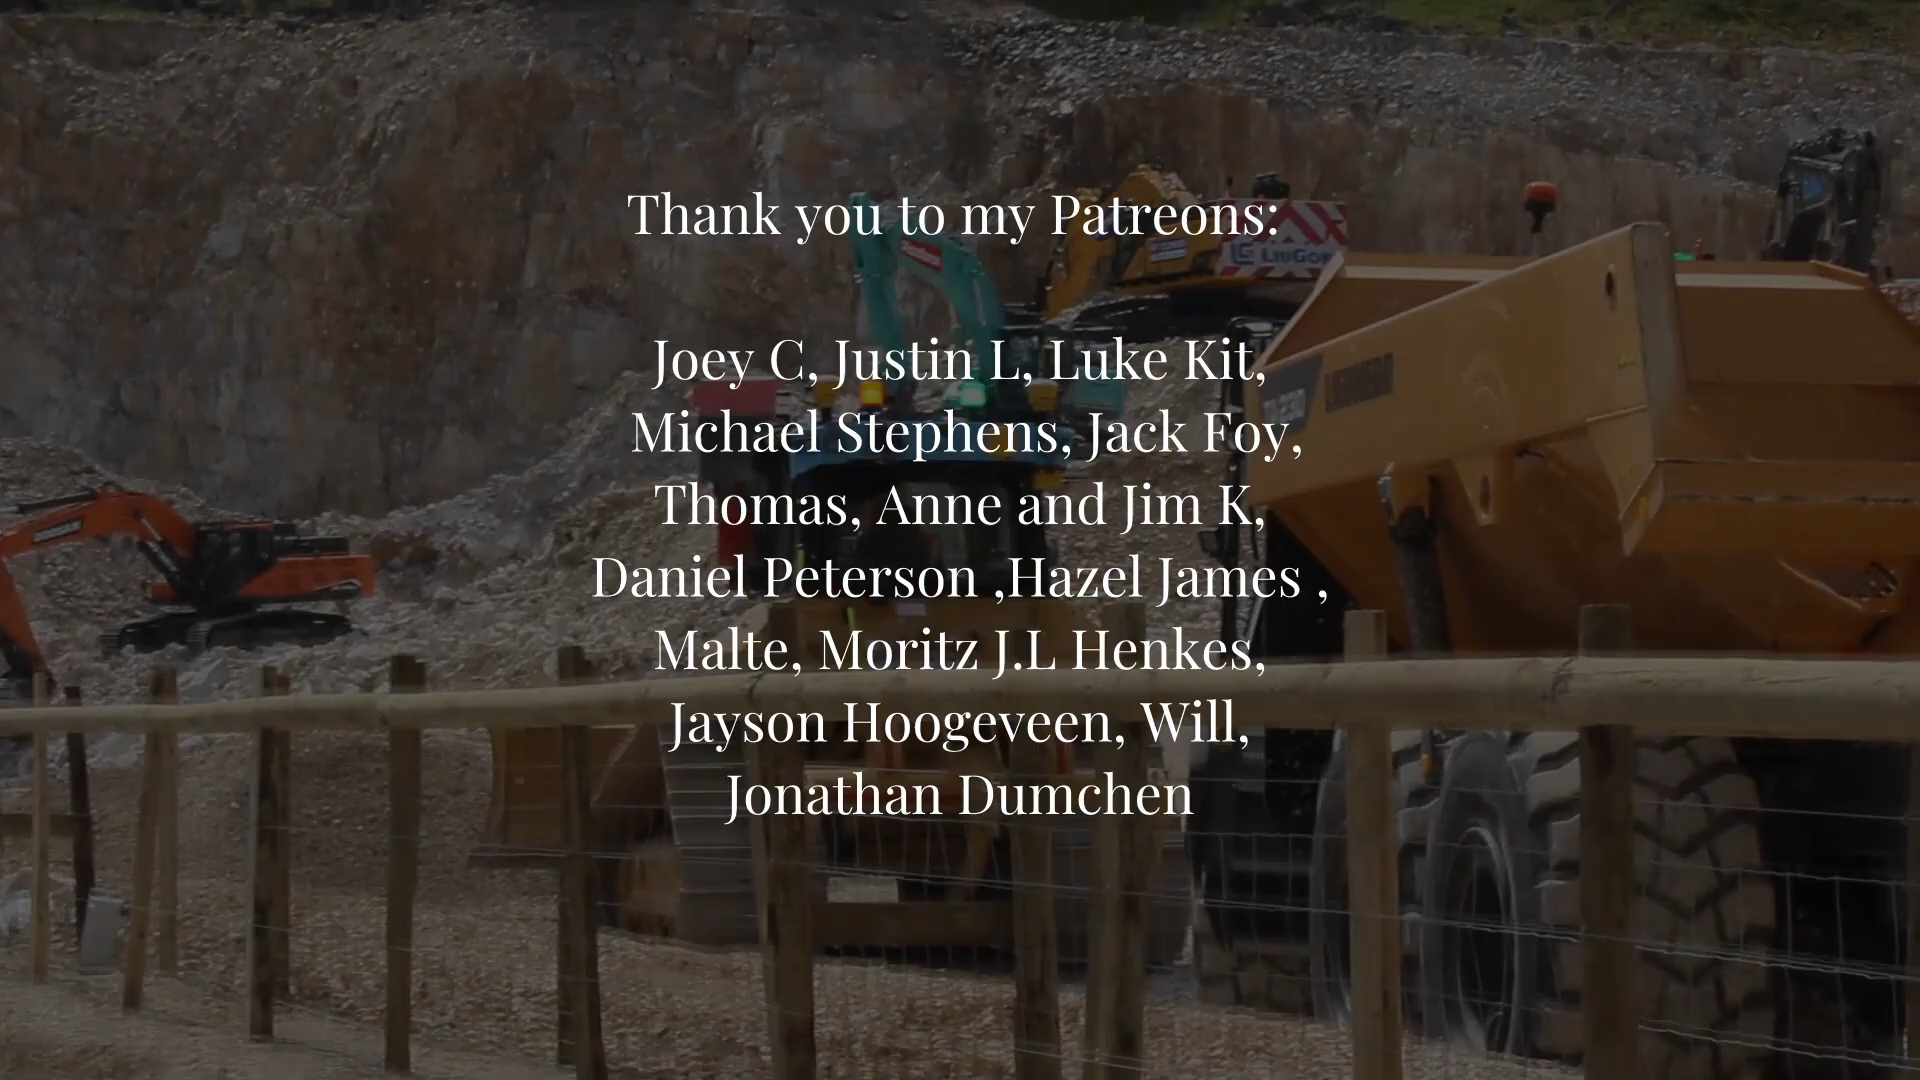 Thank you to my Patreons:
Joey C, Justin L, Luke Kit,
Michael Stephens, Jack Foy,
Thomas, Anne and Jim K,
Daniel Peterson ,Hazel James ,
Malte, Moritz J.L Henkes,
Jayson Hoogeveen, Will,
Jonathan Dumchen